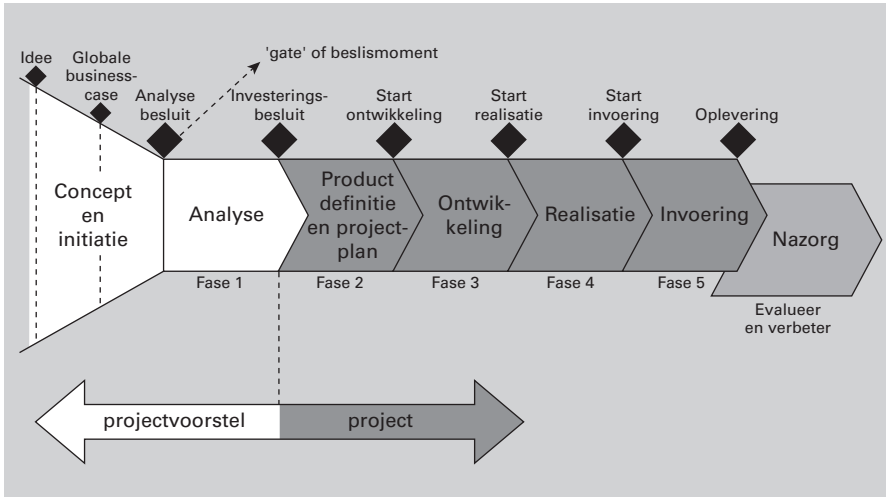 'gate' of beslismoment
Idee
Globale
business-
case
Analyse
besluit
Investerings-
besluit
Start
ontwikkeling
Start
realisatie
Start
invoering
Oplevering
Concept
en
initiatie
Analyse
Product
definitie
en project-
plan
Ontwik-
keling
Realisatie
Invoering
Nazorg
Fase 1
Fase 2
Fase 3
Fase 4
Fase 5
Evalueer
en verbeter
projectvoorstel
project